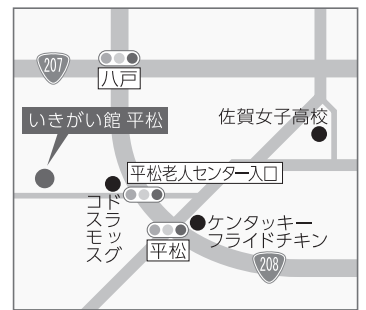 207
八戸
いきがい館 平松
佐賀女子高校
平松老人センター入口
ドラッグ
コスモス
ケンタッキー
フライドチキン
平松
208